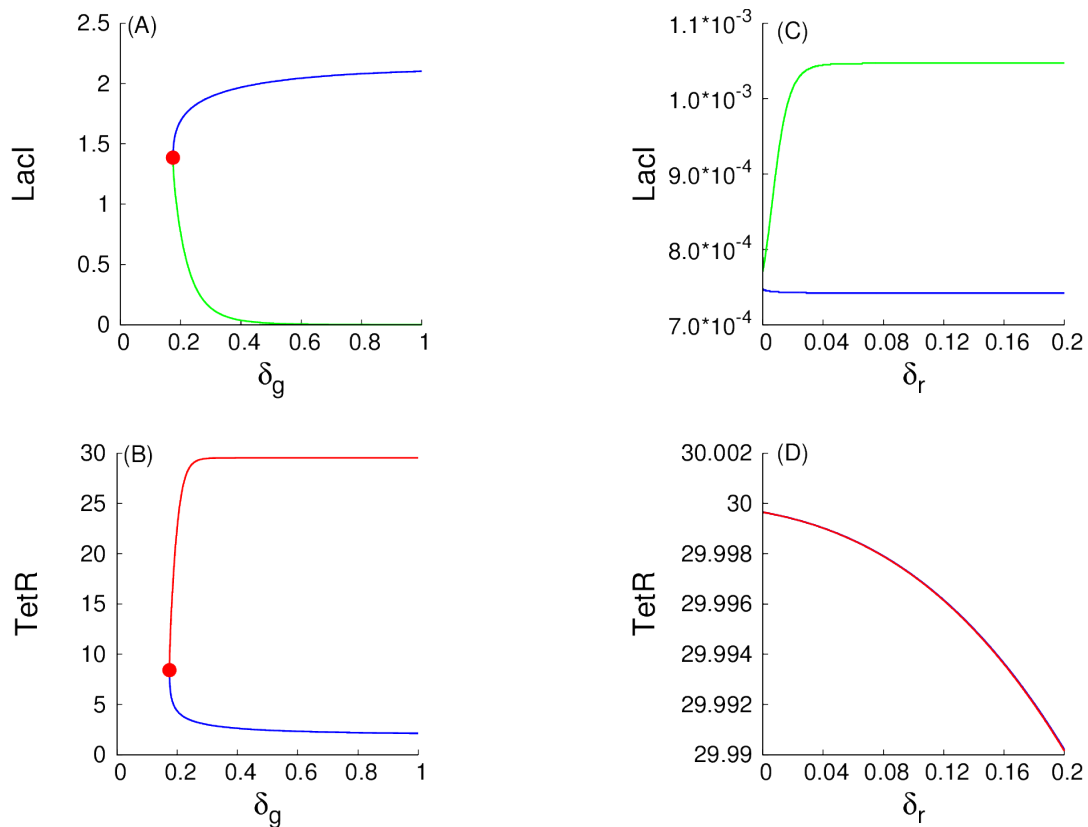 (A)
2.5
2
1.5
1
0.5
0
LacI
0 0.2 0.4 0.6 0.8 1
δg
(C)
1.1*10-3
1.0*10-3
9.0*10-4
8.0*10-4
7.0*10-4
LacI
0 0.04 0.08 0.12 0.16 0.2
δr
(B)
30
25
20
15
10
5
0
TetR
0 0.2 0.4 0.6 0.8 1
δg
(D)
30.002
30
29.998
29.996
29.994
29.992
29.99
TetR
0 0.04 0.08 0.12 0.16 0.2
δr